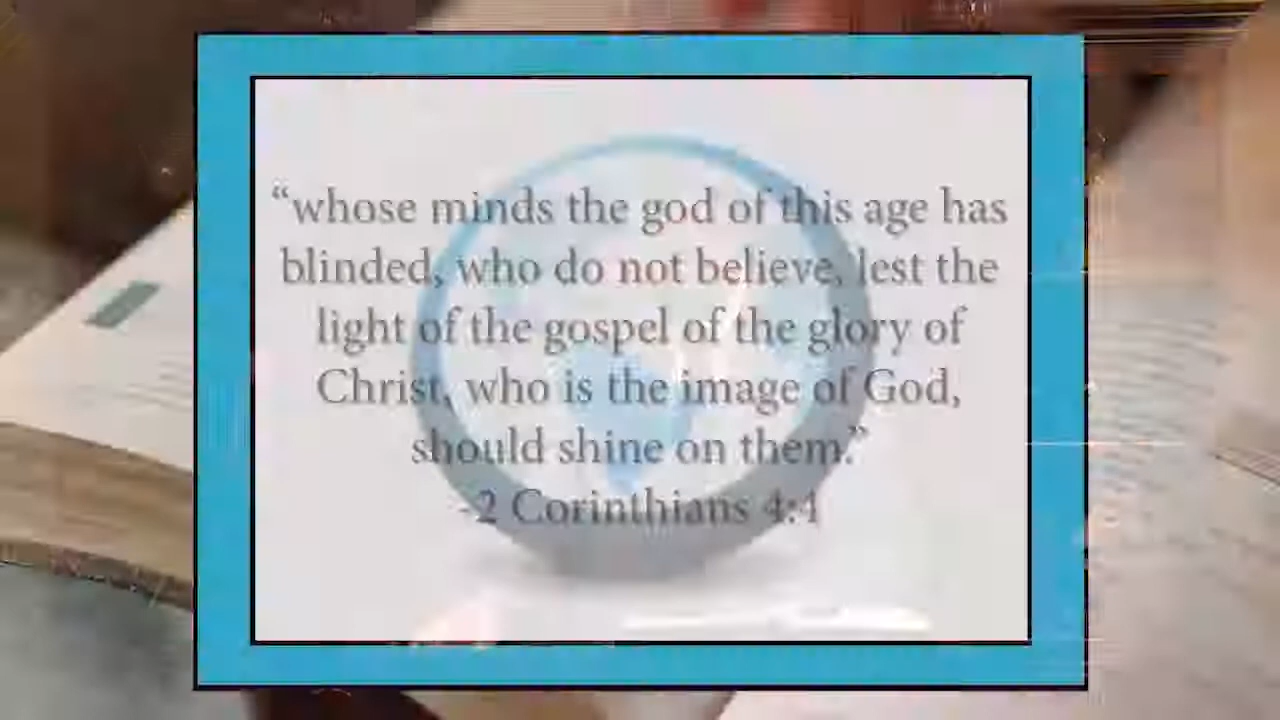 “whose minds the god of this age has
blinded, who do not believe, lest the
light of the gospel of the glory of
Christ, who is the image of God,
should shine on them.”
-2 Corinthians 4:4